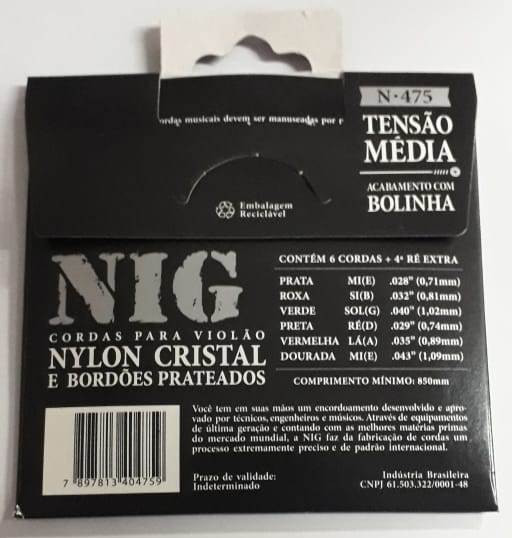 N·475
ordas musicais devem ser manuseadas por
TENSÃO
MÉDIA
ACABAMENTO COM
BOLINHA
Embalagem
Reciclável
NIG
CORDAS PARA VIOLÃO
NYLON CRISTAL
E BORDÕES PRATEADOS
CONTÉM 6 CORDAS + 4ª RÉ EXTRA
PRATA MI(E) .028" (0,71mm)
ROXA SI(B) .032" (0,81mm)
VERDE SOL(G) .040" (1,02mm)
PRETA RÉ(D) .029" (0,74mm)
VERMELHA LÁ(A) .035" (0,89mm)
DOURADA MI(E) .043" (1,09mm)
COMPRIMENTO MÍNIMO: 850mm
Você tem em suas mãos um encordoamento desenvolvido e apro-
vado por técnicos, engenheiros e músicos. Através de equipamentos
de última geração e contando com as melhores matérias primas
do mercado mundial, a NIG faz da fabricação de cordas um
processo extremamente preciso e de padrão internacional.
7 897813 404759
Prazo de validade:
Indeterminado
Indústria Brasileira
CNPJ 61.503.322/0001-48